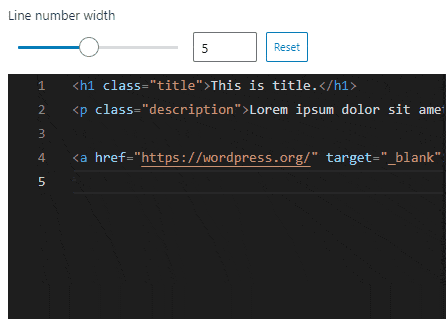 Line number width
5 Reset
1 <h1 class="title">This is title.</h1>
2 <p class="description">Lorem ipsum dolor sit amet
3
4 <a href="https://wordpress.org/" target="_blank"
5